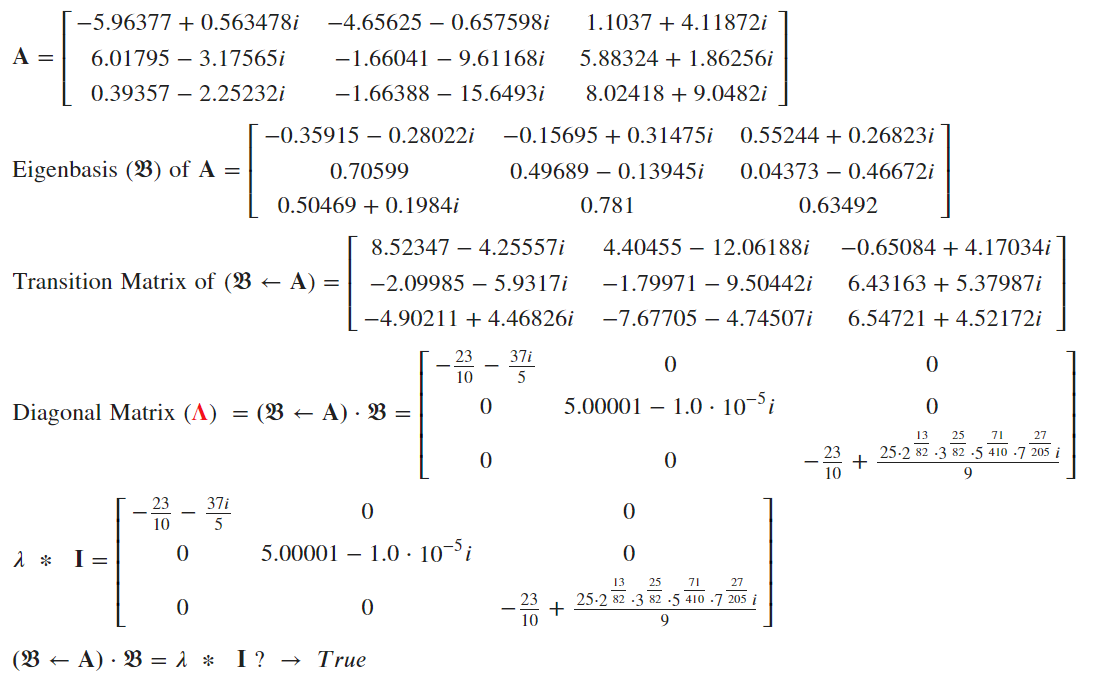 A = [ −5.96377 + 0.563478i −4.65625 − 0.657598i 1.1037 + 4.11872i
6.01795 − 3.17565i −1.66041 − 9.61168i 5.88324 + 1.86256i
0.39357 − 2.25232i −1.66388 − 15.6493i 8.02418 + 9.0482i ]
Eigenbasis (𝕭) of A = [ −0.35915 − 0.28022i −0.15695 + 0.31475i 0.55244 + 0.26823i
0.70599 0.49689 − 0.13945i 0.04373 − 0.46672i
0.50469 + 0.1984i 0.781 0.63492 ]
Transition Matrix of (𝕭 ← A) = [ 8.52347 − 4.25557i 4.40455 − 12.06188i −0.65084 + 4.17034i
−2.09985 − 5.9317i −1.79971 − 9.50442i 6.43163 + 5.37987i
−4.90211 + 4.46826i −7.67705 − 4.74507i 6.54721 + 4.52172i ]
Diagonal Matrix (Λ) = (𝕭 ← A) · 𝕭 = [ −23/10 − 37i/5 0 0
0 5.00001 − 1.0 · 10^−5 i 0
0 0 −23/10 + 25·2^(13/82)·3^(25/82)·5^(71/410)·7^(27/205) i/9 ]
λ * I = [ −23/10 − 37i/5 0 0
0 5.00001 − 1.0 · 10^−5 i 0
0 0 −23/10 + 25·2^(13/82)·3^(25/82)·5^(71/410)·7^(27/205) i/9 ]
(𝕭 ← A) · 𝕭 = λ * I ? → True